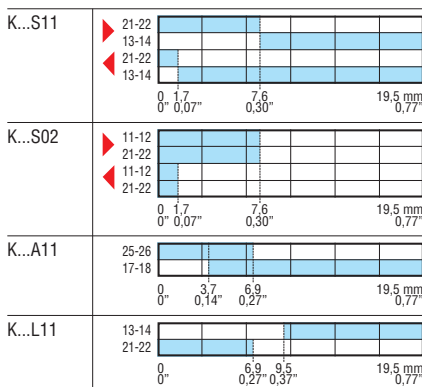 K...S11
21-22
13-14
21-22
13-14
0 1,7 7,6 19,5 mm
0" 0,07" 0,30" 0,77"
K...S02
11-12
21-22
11-12
21-22
0 1,7 7,6 19,5 mm
0" 0,07" 0,30" 0,77"
K...A11
25-26
17-18
0 3,7 6,9 19,5 mm
0" 0,14" 0,27" 0,77"
K...L11
13-14
21-22
0 6,9 9,5 19,5 mm
0" 0,27" 0,37" 0,77"